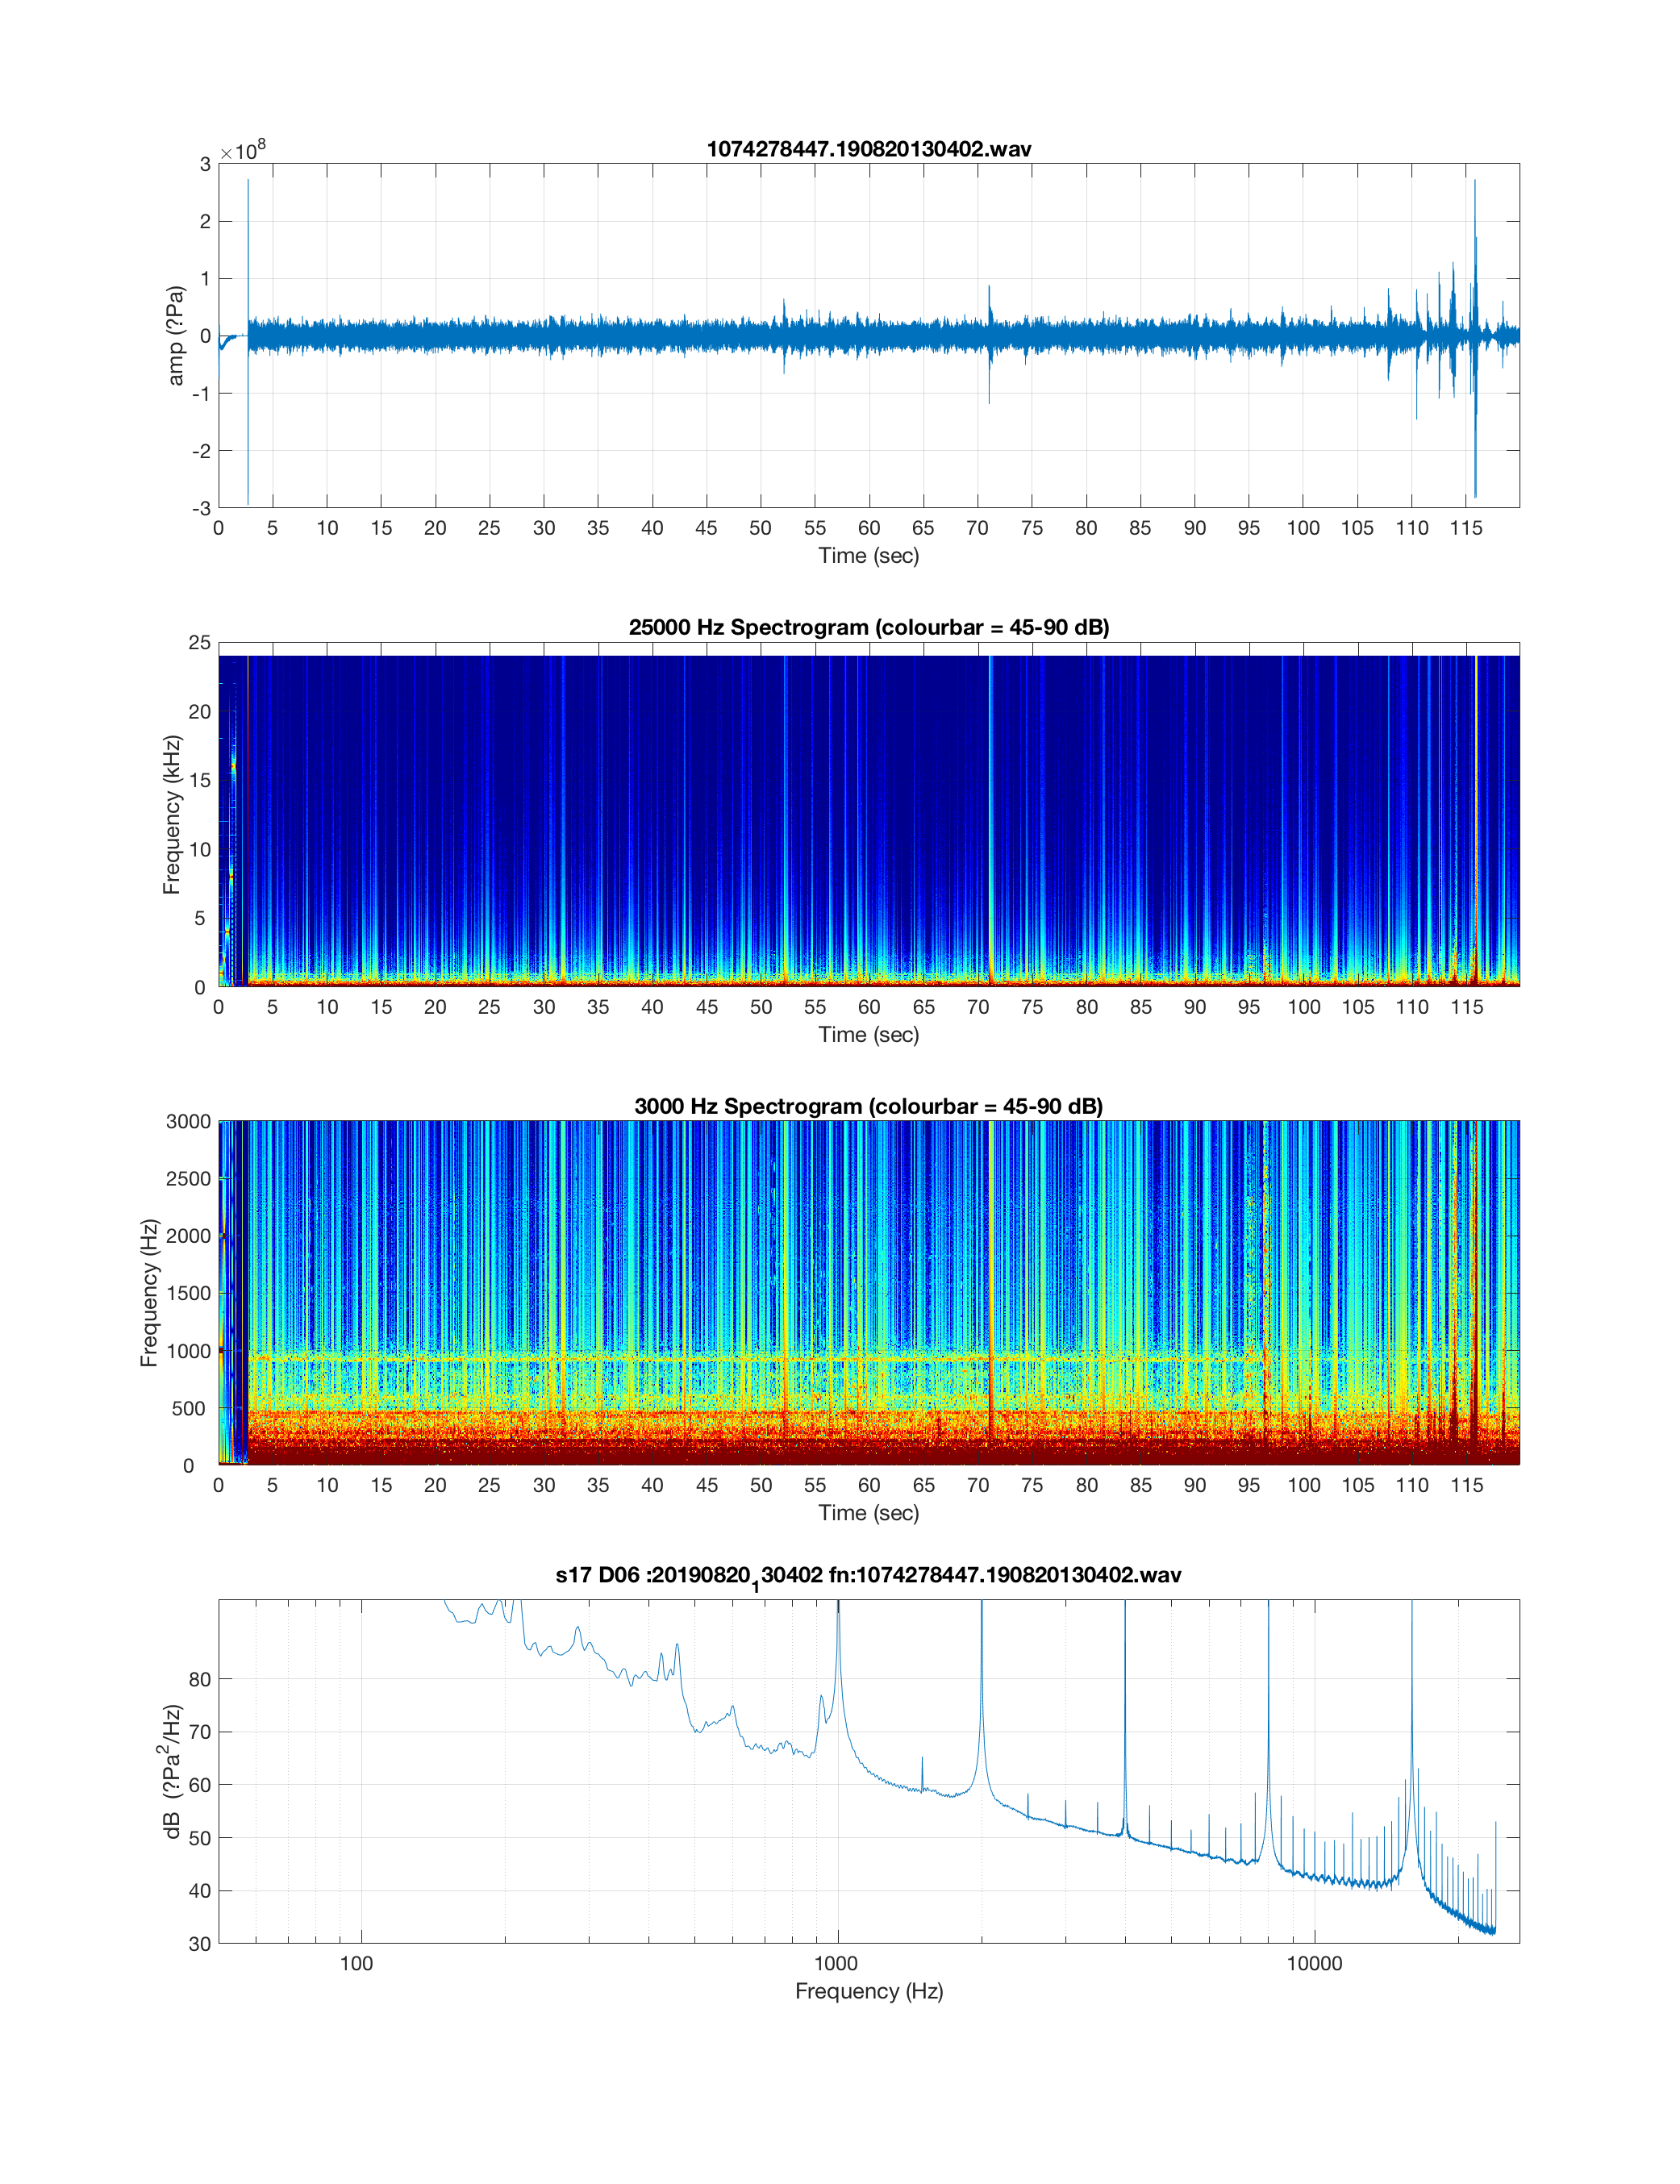 1074278447.190820130402.wav
×10^8
3
2
1
0
-1
-2
-3
amp (?Pa)
0 5 10 15 20 25 30 35 40 45 50 55 60 65 70 75 80 85 90 95 100 105 110 115
Time (sec)
25000 Hz Spectrogram (colourbar = 45-90 dB)
25
20
15
10
5
0
Frequency (kHz)
0 5 10 15 20 25 30 35 40 45 50 55 60 65 70 75 80 85 90 95 100 105 110 115
Time (sec)
3000 Hz Spectrogram (colourbar = 45-90 dB)
3000
2500
2000
1500
1000
500
0
Frequency (Hz)
0 5 10 15 20 25 30 35 40 45 50 55 60 65 70 75 80 85 90 95 100 105 110 115
Time (sec)
s17 D06 :20190820_130402 fn:1074278447.190820130402.wav
80
70
60
50
40
30
dB (?Pa²/Hz)
100 1000 10000
Frequency (Hz)